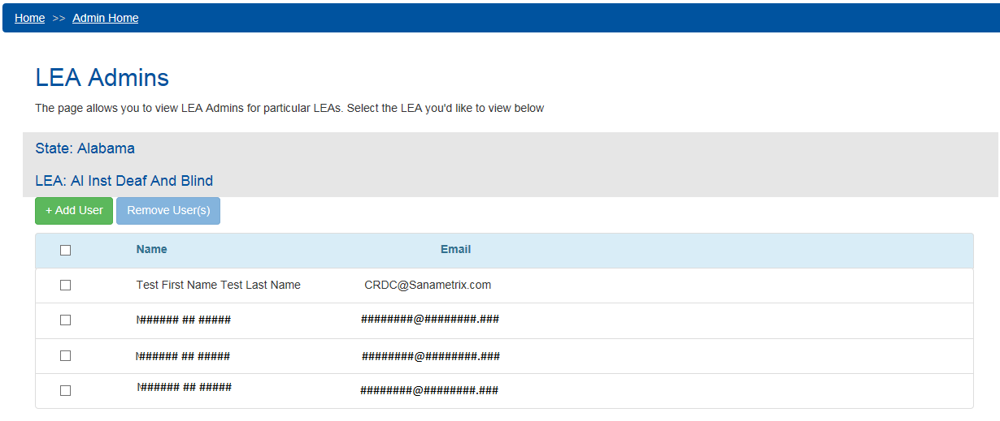 Home >> Admin Home
LEA Admins
The page allows you to view LEA Admins for particular LEAs. Select the LEA you'd like to view below
State: Alabama
LEA: Al Inst Deaf And Blind
+ Add User Remove User(s)
Name Email
Test First Name Test Last Name CRDC@Sanametrix.com
###### ## ##### ########@########.###
###### ## ##### ########@########.###
###### ## ##### ########@########.###